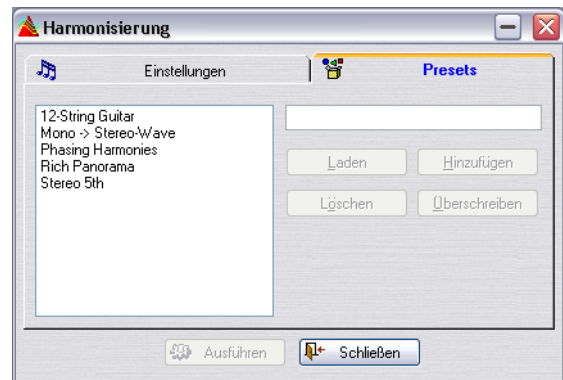 Harmonisierung
Einstellungen
Presets
12-String Guitar
Mono -> Stereo-Wave
Phasing Harmonies
Rich Panorama
Stereo 5th
Laden
Hinzufügen
Löschen
Überschreiben
Ausführen
Schließen